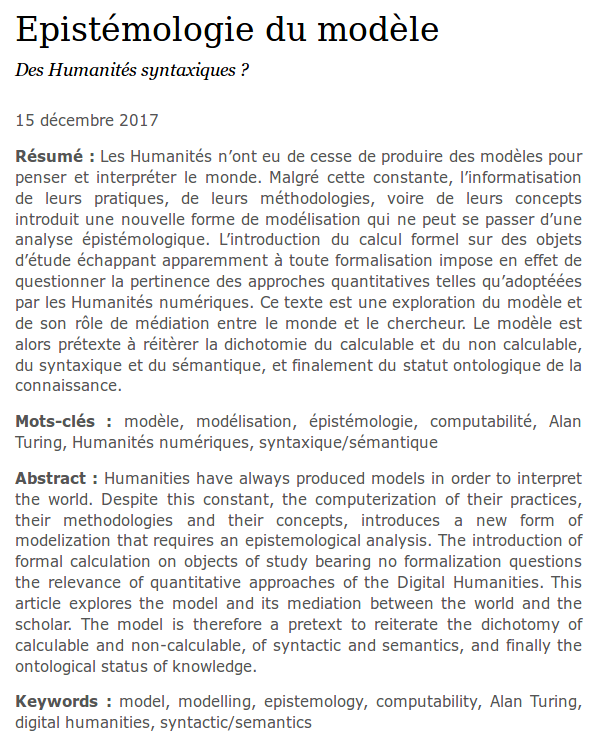 Epistémologie du modèle
Des Humanités syntaxiques ?
15 décembre 2017
Résumé : Les Humanités n’ont eu de cesse de produire des modèles pour
penser et interpréter le monde. Malgré cette constante, l’informatisation
de leurs pratiques, de leurs méthodologies, voire de leurs concepts
introduit une nouvelle forme de modélisation qui ne peut se passer d’une
analyse épistémologique. L’introduction du calcul formel sur des objets
d’étude échappant apparemment à toute formalisation impose en effet de
questionner la pertinence des approches quantitatives telles qu’adoptéées
par les Humanités numériques. Ce texte est une exploration du modèle et
de son rôle de médiation entre le monde et le chercheur. Le modèle est
alors prétexte à réitèrer la dichotomie du calculable et du non calculable,
du syntaxique et du sémantique, et finalement du statut ontologique de la
connaissance.
Mots-clés : modèle, modélisation, épistémologie, computabilité, Alan
Turing, Humanités numériques, syntaxique/sémantique
Abstract : Humanities have always produced models in order to interpret
the world. Despite this constant, the computerization of their practices,
their methodologies and their concepts, introduces a new form of
modelization that requires an epistemological analysis. The introduction of
formal calculation on objects of study bearing no formalization questions
the relevance of quantitative approaches of the Digital Humanities. This
article explores the model and its mediation between the world and the
scholar. The model is therefore a pretext to reiterate the dichotomy of
calculable and non-calculable, of syntactic and semantics, and finally the
ontological status of knowledge.
Keywords : model, modelling, epistemology, computability, Alan Turing,
digital humanities, syntactic/semantics